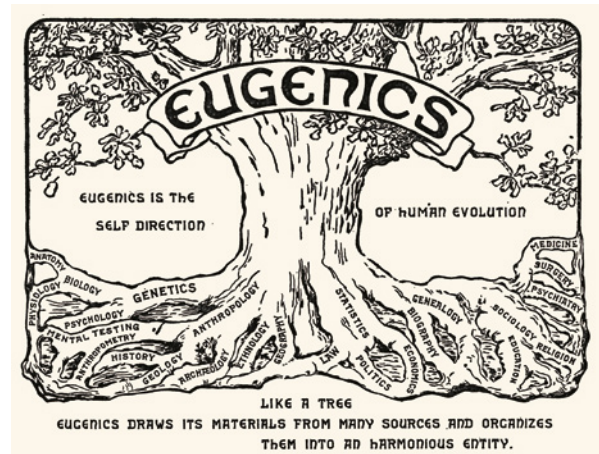 EUGENICS
EUGENICS IS THE
SELF DIRECTION
OF HUMAN EVOLUTION
ANATOMY
PHYSIOLOGY
BIOLOGY
GENETICS
PSYCHOLOGY
MENTAL TESTING
ANTHROPOMETRY
HISTORY
GEOLOGY
ANTHROPOLOGY
ARCHAEOLOGY
ETHNOLOGY
GEOGRAPHY
LAW
STATISTICS
POLITICS
ECONOMICS
BIOGRAPHY
GENEALOGY
EDUCATION
SOCIOLOGY
RELIGION
PSYCHIATRY
SURGERY
MEDICINE
LIKE A TREE
EUGENICS DRAWS ITS MATERIALS FROM MANY SOURCES AND ORGANIZES
THEM INTO AN HARMONIOUS ENTITY.